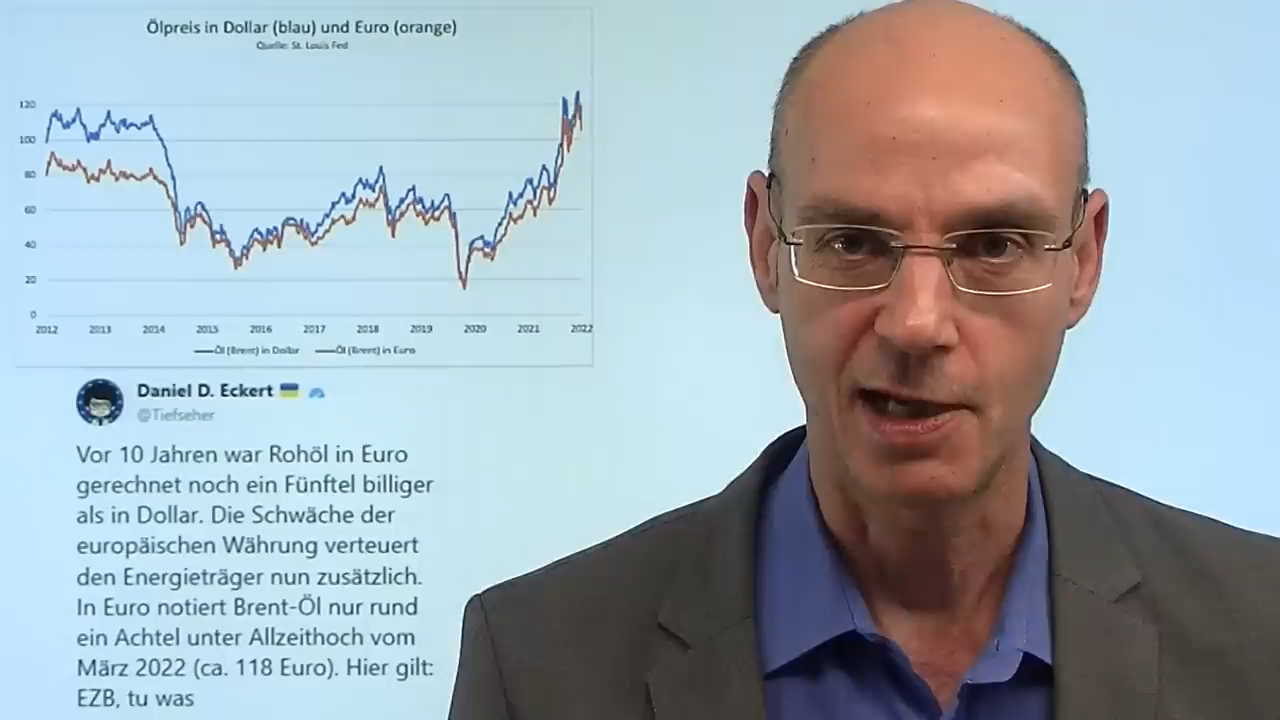 Ölpreis in Dollar (blau) und Euro (orange)
Quelle: St. Louis Fed
120
100
80
60
40
20
0
2012 2013 2014 2015 2016 2017 2018 2019 2020 2021 2022
Öl (Brent) in Dollar Öl (Brent) in Euro
Daniel D. Eckert
@Tiefseher
Vor 10 Jahren war Rohöl in Euro
gerechnet noch ein Fünftel billiger
als in Dollar. Die Schwäche der
europäischen Währung verteuert
den Energieträger nun zusätzlich.
In Euro notiert Brent-Öl nur rund
ein Achtel unter Allzeithoch vom
März 2022 (ca. 118 Euro). Hier gilt:
EZB, tu was